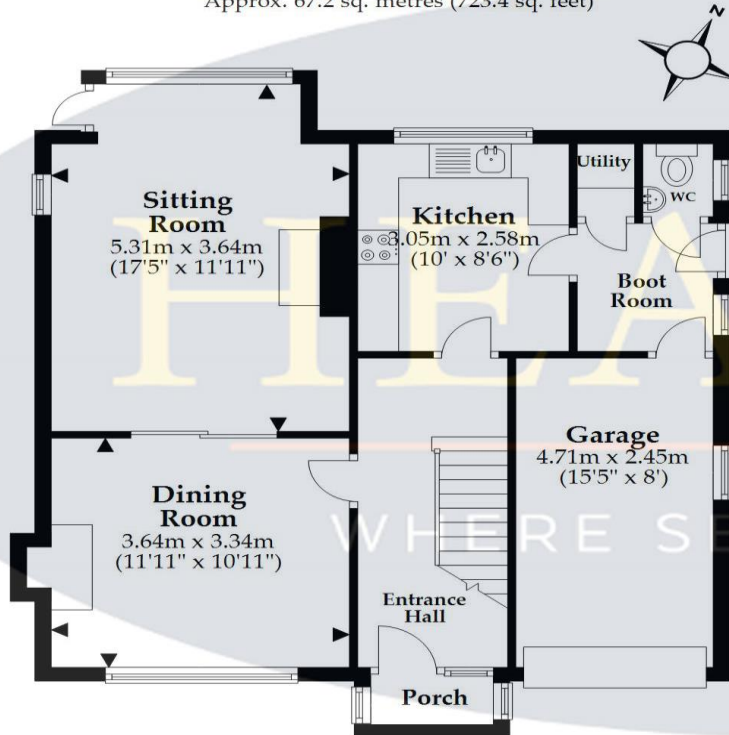 Approx. 67.2 sq. metres (723.4 sq. feet)
N
Sitting
Room
5.31m x 3.64m
(17'5" x 11'11")
Kitchen
3.05m x 2.58m
(10' x 8'6")
Utility
WC
Boot
Room
HEA
Garage
4.71m x 2.45m
(15'5" x 8')
Dining
Room
3.64m x 3.34m
(11'11" x 10'11")
WHERE SE
Entrance
Hall
Porch